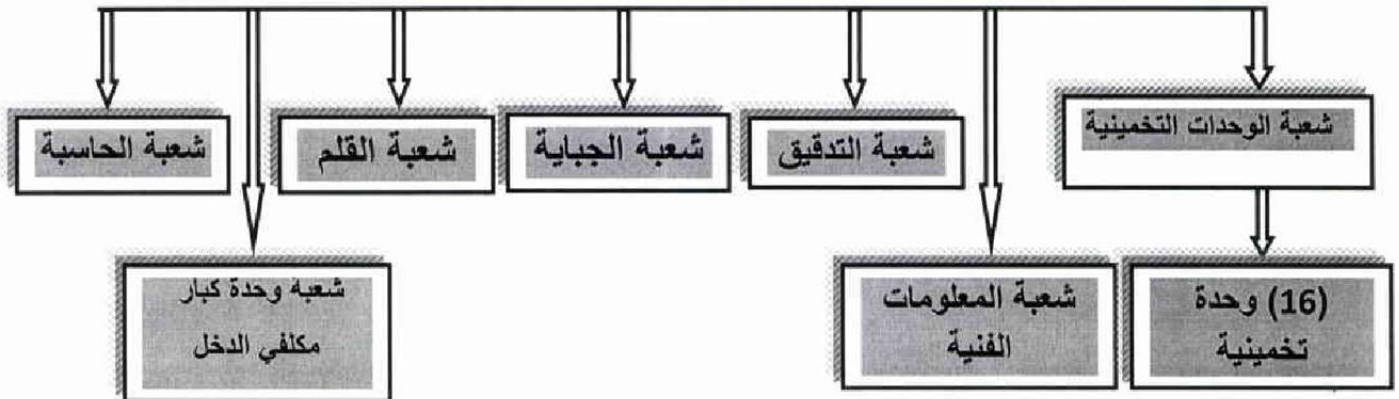 شعبة الوحدات التخمينية
شعبة التدقيق
شعبة الجباية
شعبة القلم
شعبة الحاسبة
(16) وحدة
تخمينية
شعبة المعلومات
الفنية
شعبة وحدة كبار
مكلفي الدخل